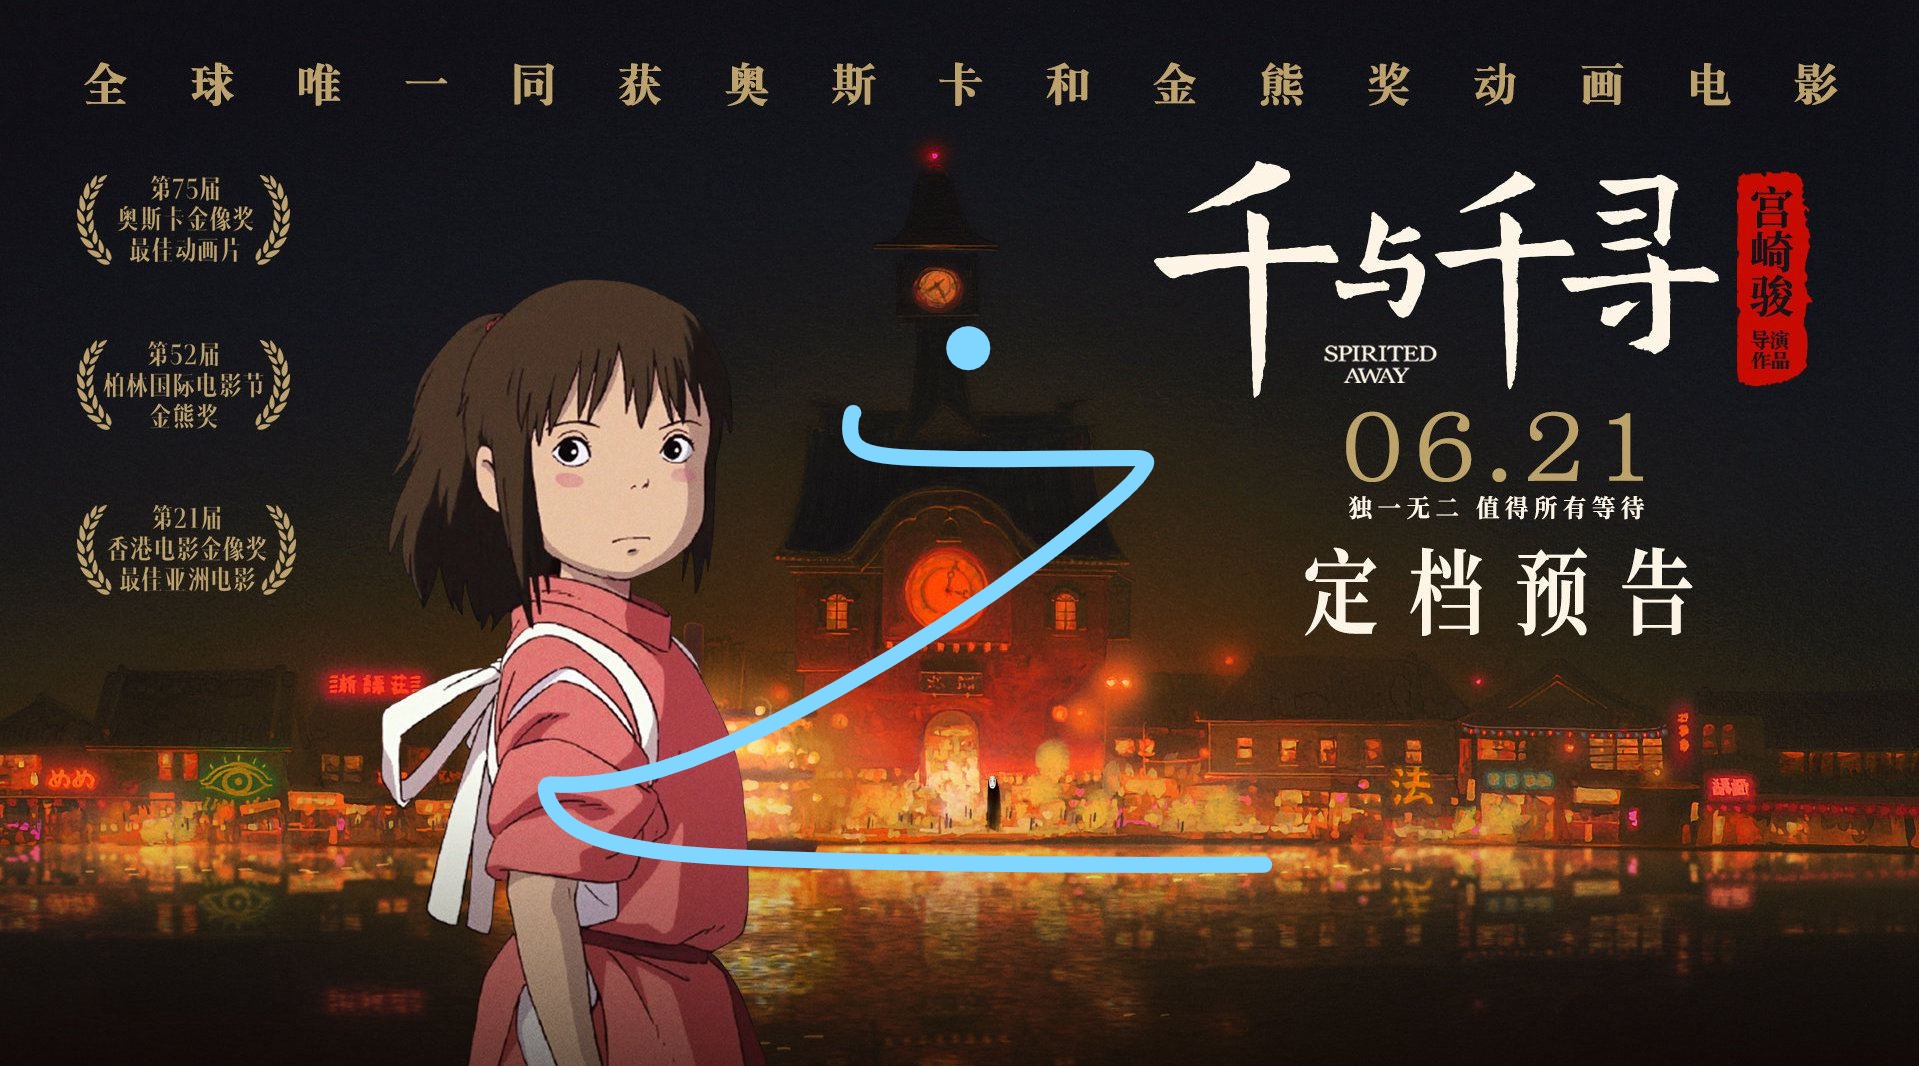 全球唯一同获奥斯卡和金熊奖动画电影
第75届
奥斯卡金像奖
最佳动画片
第52届
柏林国际电影节
金熊奖
第21届
香港电影金像奖
最佳亚洲电影
千与千寻
SPIRITED
AWAY
宫崎骏
导演
作品
06.21
独一无二 值得所有等待
定档预告
めめ
法